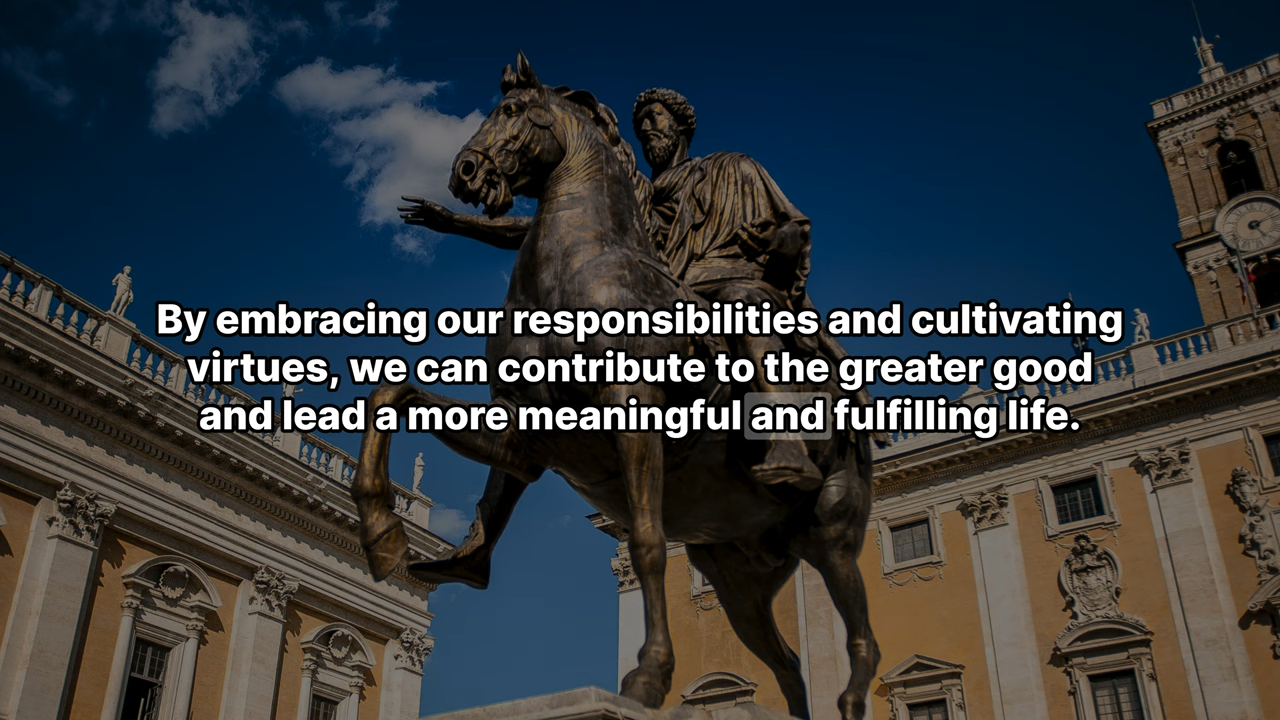 By embracing our responsibilities and cultivating
virtues, we can contribute to the greater good
and lead a more meaningful and fulfilling life.